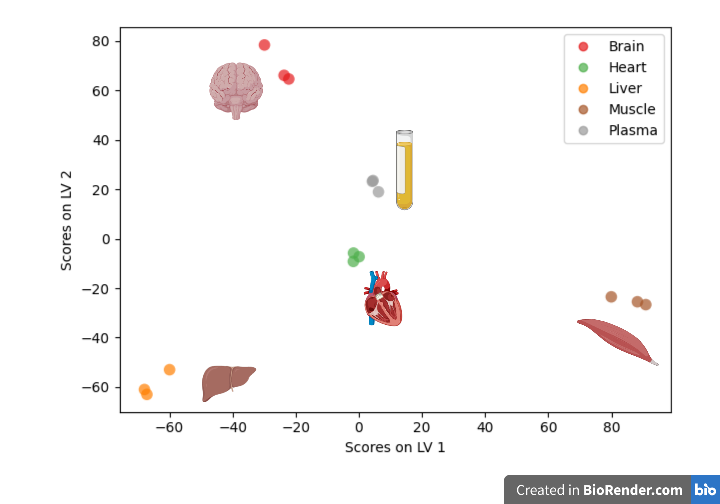 80
60
40
20
0
−20
−40
−60
Scores on LV 2
−60 −40 −20 0 20 40 60 80
Scores on LV 1
Brain
Heart
Liver
Muscle
Plasma
Created in BioRender.com bio